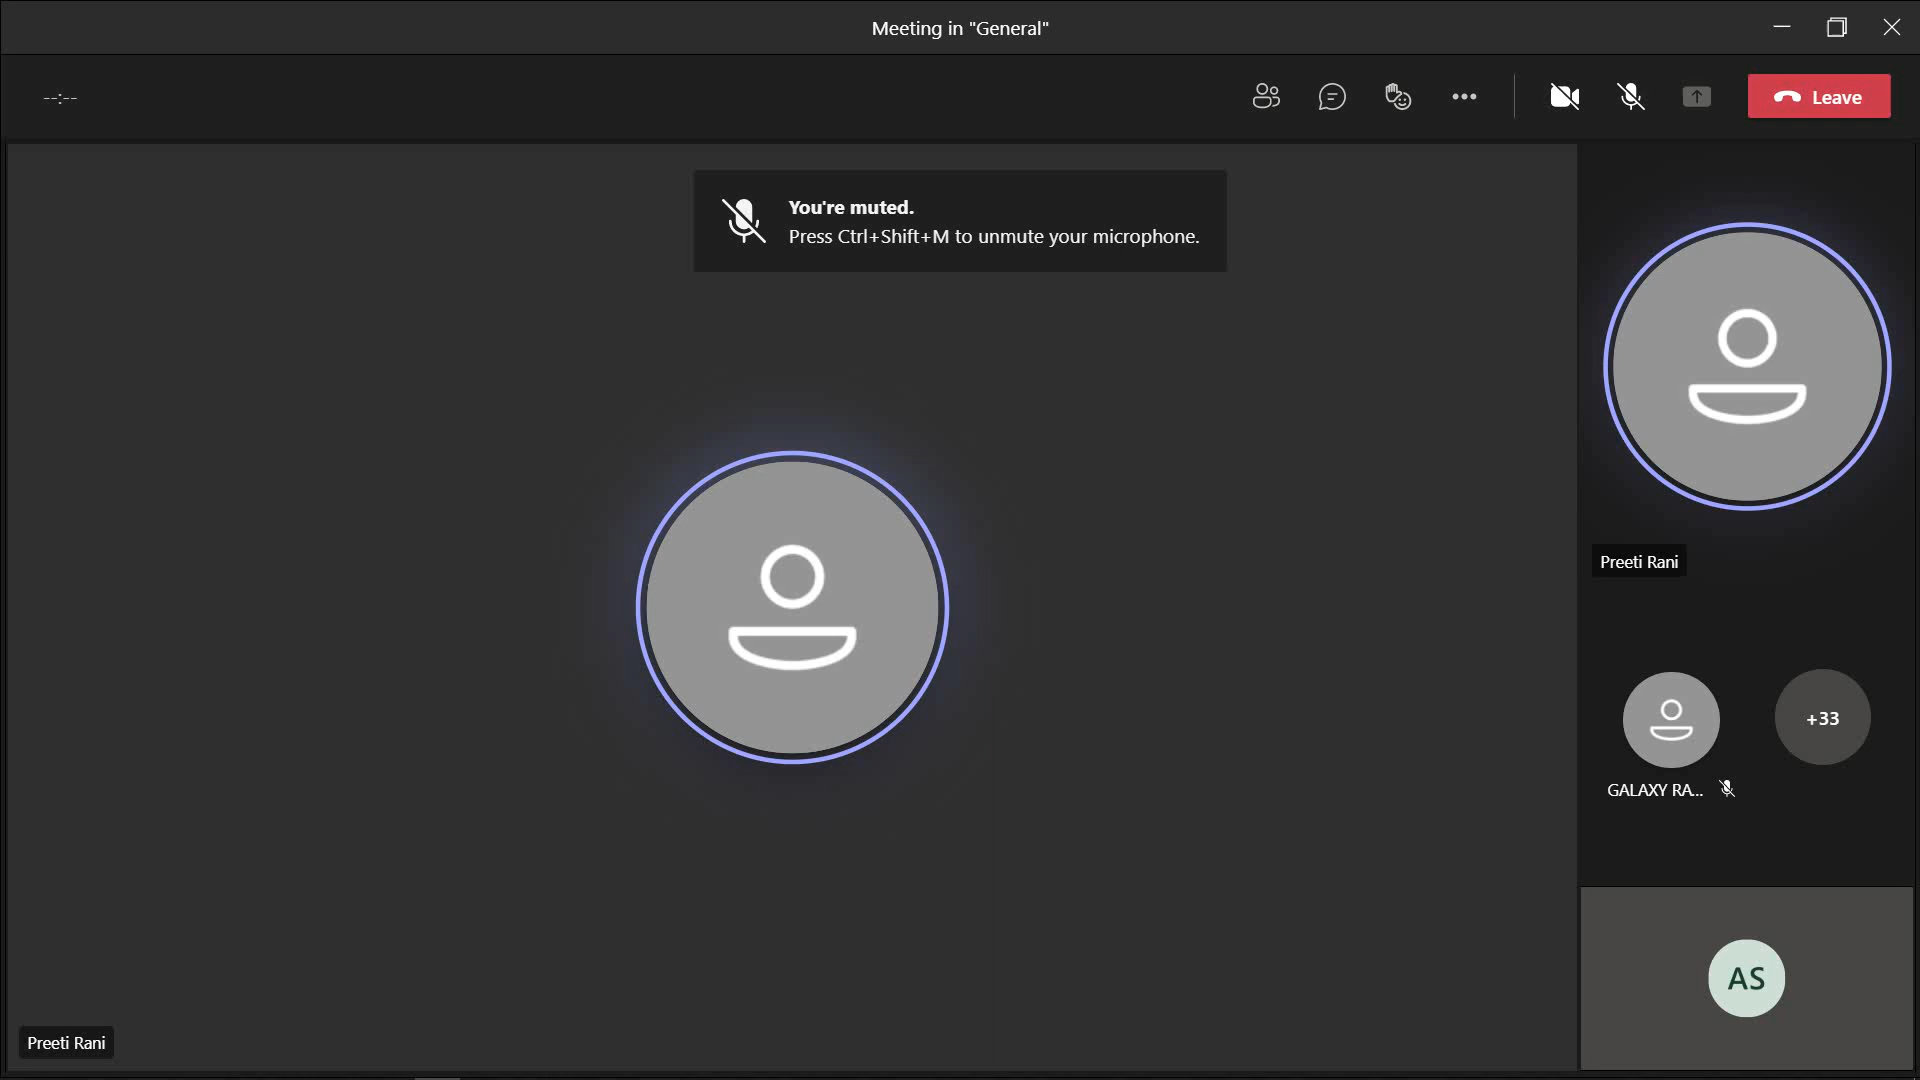 Meeting in "General"
--:--
Leave
You're muted.
Press Ctrl+Shift+M to unmute your microphone.
Preeti Rani
GALAXY RA...
+33
AS
Preeti Rani